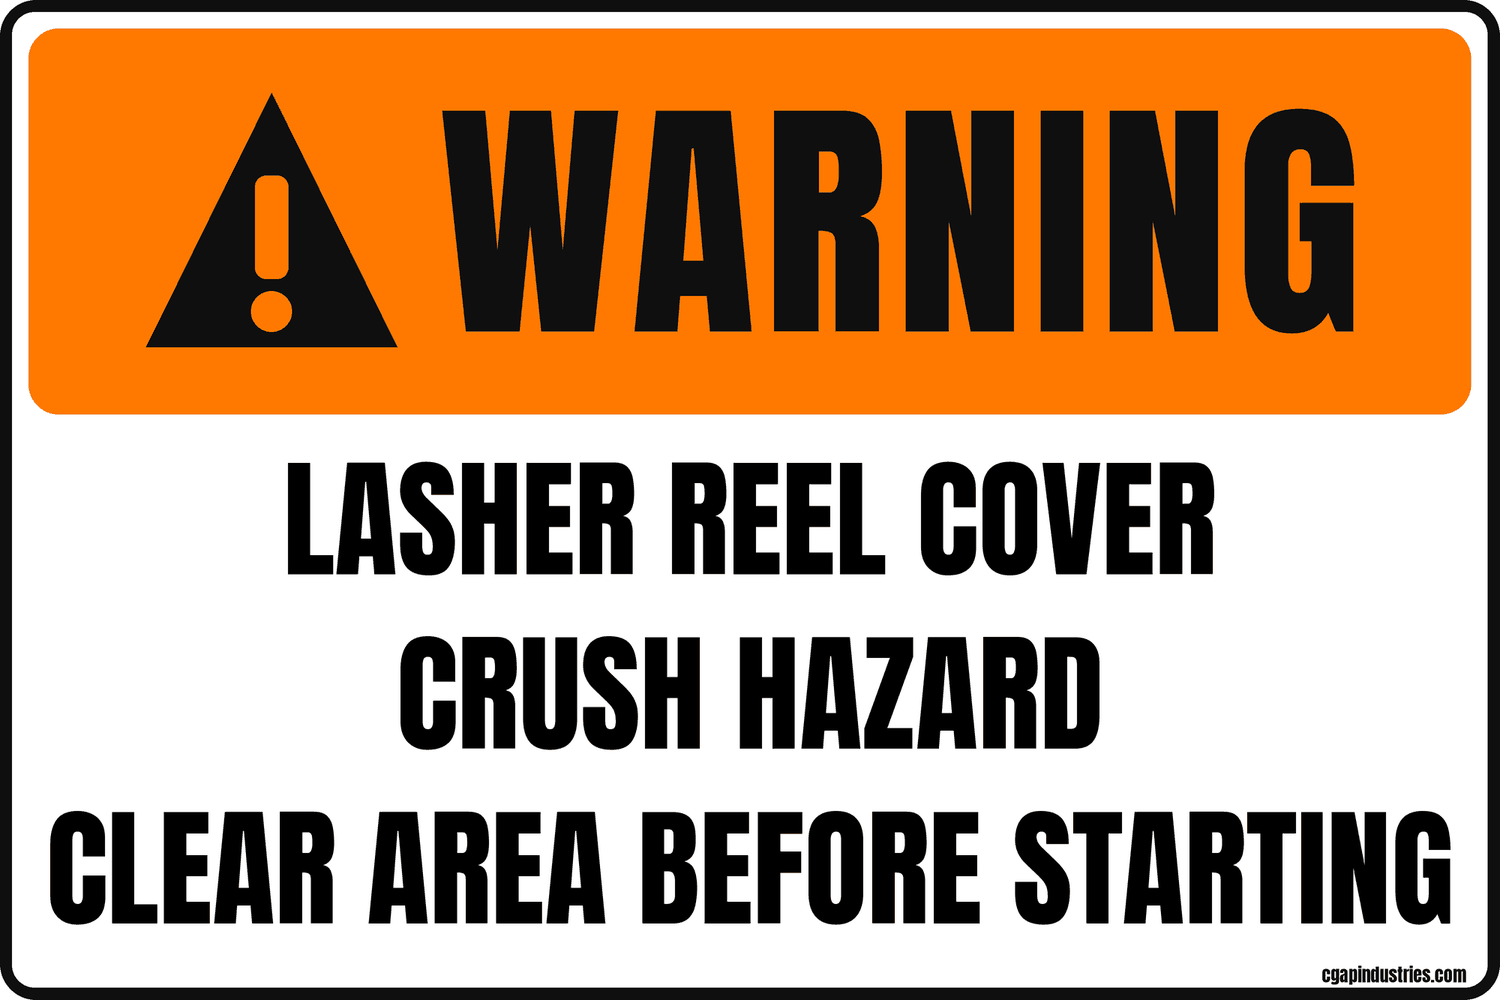 WARNING
LASHER REEL COVER
CRUSH HAZARD
CLEAR AREA BEFORE STARTING
cgapindustries.com